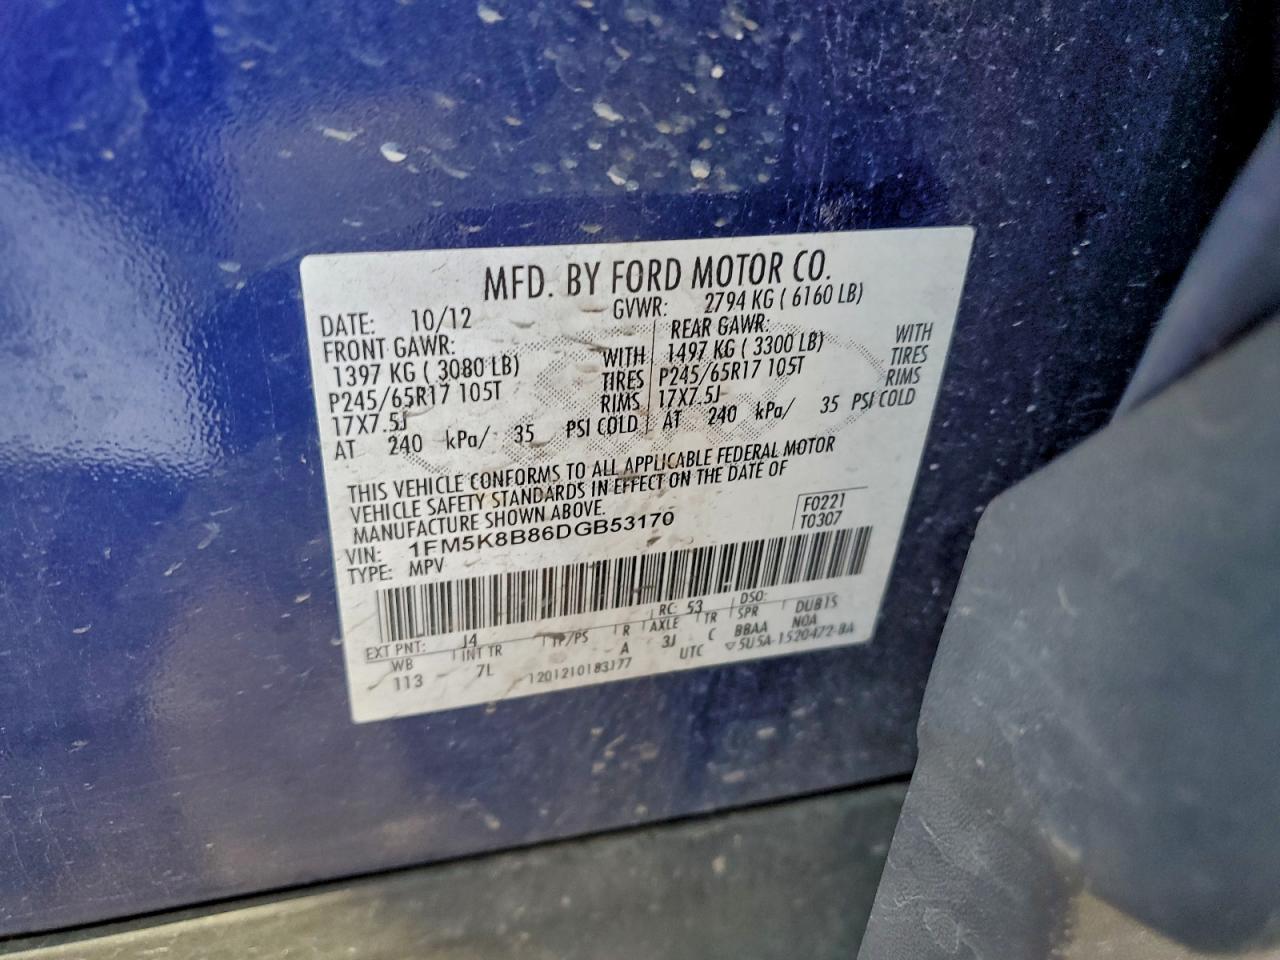 MFD. BY FORD MOTOR CO.
DATE: 10/12 GVWR: 2794 KG ( 6160 LB)
FRONT GAWR: REAR GAWR:
1397 KG ( 3080 LB) WITH 1497 KG ( 3300 LB) WITH
P245/65R17 105T TIRES P245/65R17 105T TIRES
17X7.5J RIMS 17X7.5J RIMS
AT 240 kPa/ 35 PSI COLD AT 240 kPa/ 35 PSI COLD
THIS VEHICLE CONFORMS TO ALL APPLICABLE FEDERAL MOTOR
VEHICLE SAFETY STANDARDS IN EFFECT ON THE DATE OF
MANUFACTURE SHOWN ABOVE.
F0221
T0307
VIN: 1FM5K8B86DGB53170
TYPE: MPV
EXT PNT: J4 RC: 53 DSO:
WB INT TR TP/PS R AXLE TR SPR DUB15
113 7L A 3J C BBAA N0A
1201210183177 UTC ▽5U5A-1520472-BA